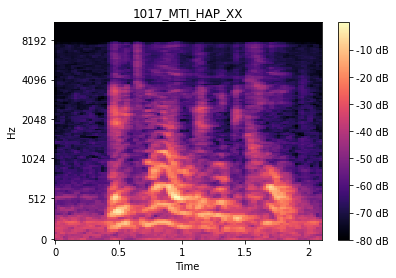 1017_MTI_HAP_XX
8192
4096
2048
1024
512
0
Hz
0
0.5
1
1.5
2
Time
-10 dB
-20 dB
-30 dB
-40 dB
-50 dB
-60 dB
-70 dB
-80 dB